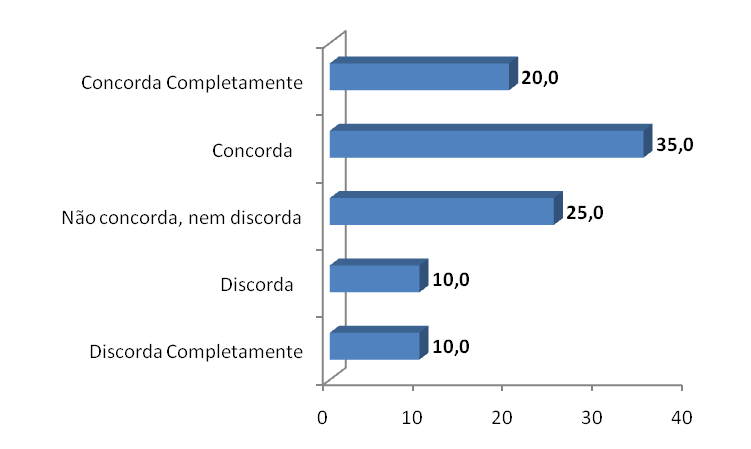 Concorda Completamente 20,0
Concorda 35,0
Não concorda, nem discorda 25,0
Discorda 10,0
Discorda Completamente 10,0
0 10 20 30 40